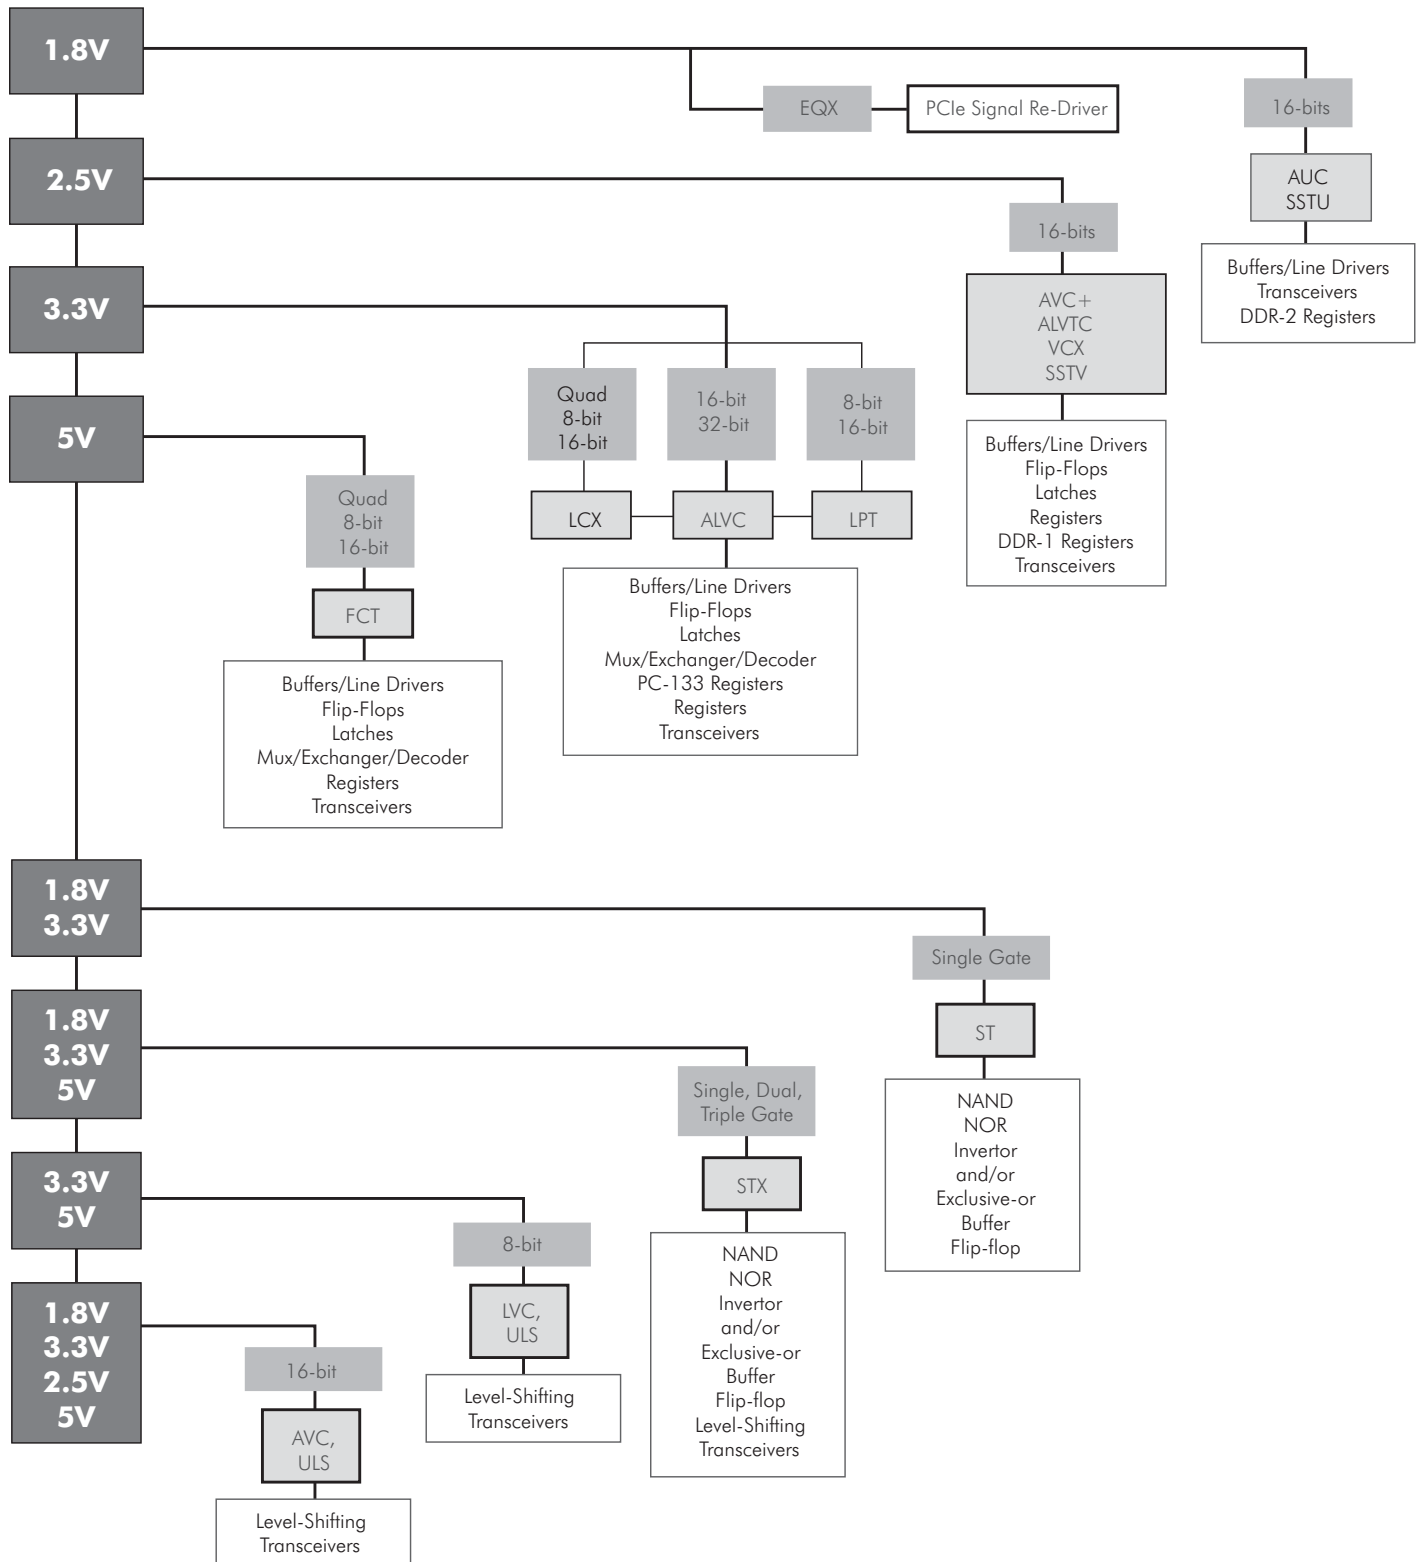 1.8V
EQX
PCIe Signal Re-Driver
16-bits
AUC
SSTU
Buffers/Line Drivers
Transceivers
DDR-2 Registers
2.5V
16-bits
AVC+
ALVTC
VCX
SSTV
Buffers/Line Drivers
Flip-Flops
Latches
Registers
DDR-1 Registers
Transceivers
3.3V
Quad
8-bit
16-bit
16-bit
32-bit
8-bit
16-bit
LCX
ALVC
LPT
Buffers/Line Drivers
Flip-Flops
Latches
Mux/Exchanger/Decoder
PC-133 Registers
Registers
Transceivers
5V
Quad
8-bit
16-bit
FCT
Buffers/Line Drivers
Flip-Flops
Latches
Mux/Exchanger/Decoder
Registers
Transceivers
1.8V
3.3V
Single Gate
ST
NAND
NOR
Invertor
and/or
Exclusive-or
Buffer
Flip-flop
1.8V
3.3V
5V
Single, Dual,
Triple Gate
STX
NAND
NOR
Invertor
and/or
Exclusive-or
Buffer
Flip-flop
Level-Shifting
Transceivers
3.3V
5V
8-bit
LVC,
ULS
Level-Shifting
Transceivers
1.8V
3.3V
2.5V
5V
16-bit
AVC,
ULS
Level-Shifting
Transceivers